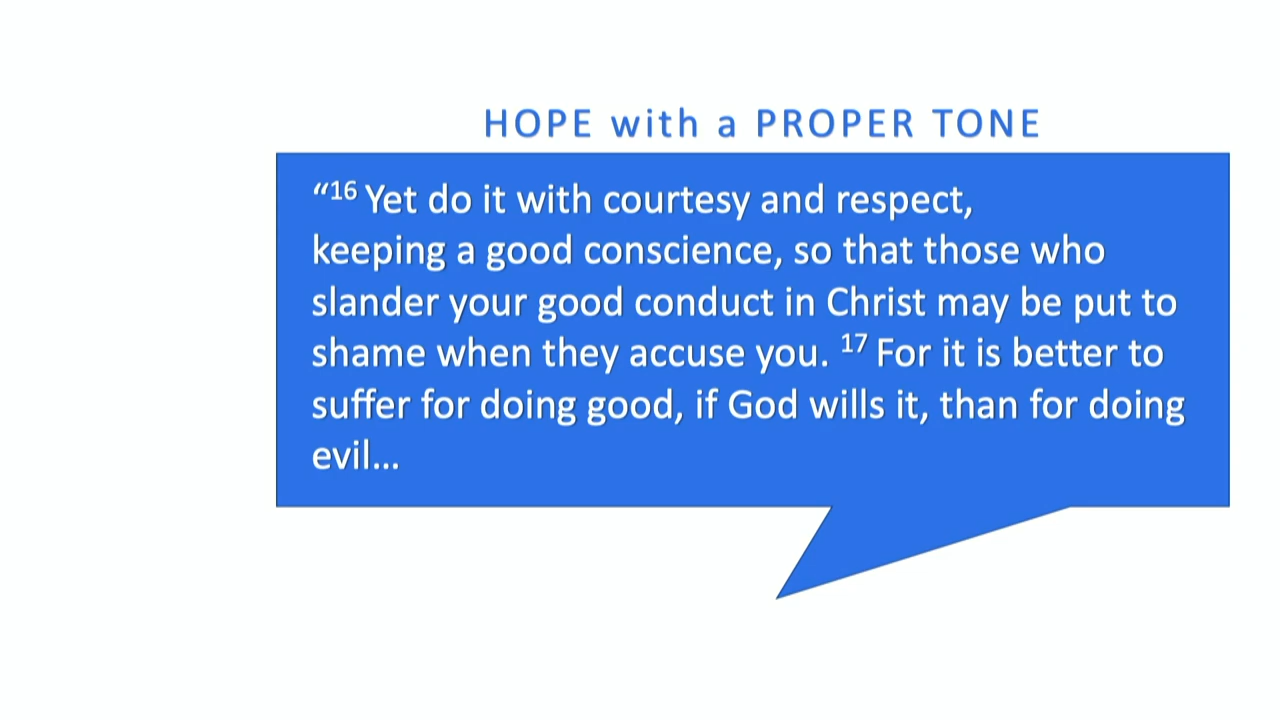 HOPE with a PROPER TONE
“16 Yet do it with courtesy and respect,
keeping a good conscience, so that those who
slander your good conduct in Christ may be put to
shame when they accuse you. 17 For it is better to
suffer for doing good, if God wills it, than for doing
evil…